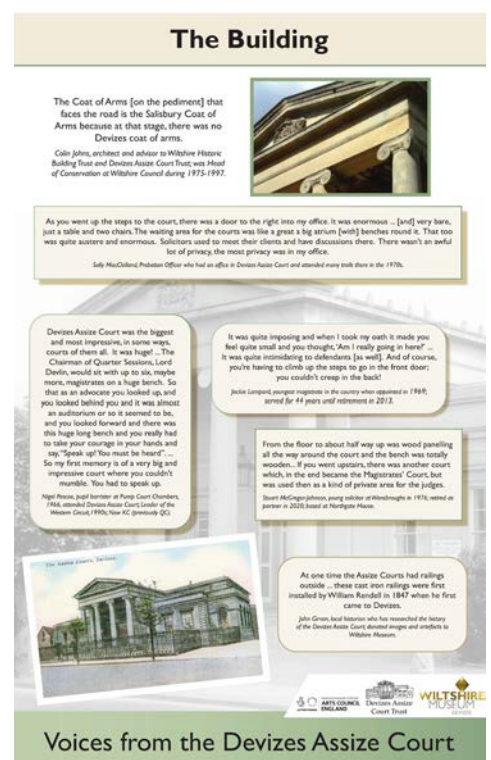 The Building
The Coat of Arms [on the pediment] that
faces the road is the Salisbury Coat of
Arms because at that stage, there was no
Devizes coat of arms.
Colin Johns, architect and advisor to Wiltshire Historic
Building Trust and Devizes Assize Court Trust; was Head
of Conservation at Wiltshire Council during 1975-1997.
As you went up the steps to the court, there was a door to the right into my office. It was enormous ... [and] very bare,
just a table and two chairs. The waiting area for the courts was like a great a big atrium [with] benches round it. That too
was quite austere and enormous. Solicitors used to meet their clients and have discussions there. There wasn't an awful
lot of privacy, the most privacy was in my office.
Sally MacClolland, Probation Officer who had an office in Devizes Assize Court and attended many trials there in the 1970s.
Devizes Assize Court was the biggest
and most impressive, in some ways,
courts of them all. It was huge! ... The
Chairman of Quarter Sessions, Lord
Devlin, would sit with up to six, maybe
more, magistrates on a huge bench. So
that as an advocate you looked up, and
you looked behind you and it was almost
an auditorium or so it seemed to be,
and you looked forward and there was
this huge long bench and you really had
to take your courage in your hands and
say, "Speak up! You must be heard". ...
So my first memory is of a very big and
impressive court where you couldn't
mumble. You had to speak up.
Nigel Pascoe, pupil barrister at Pump Court Chambers,
1966, attended Devizes Assize Court; Leader of the
Western Circuit, 1990s; Now KC (previously QC).
It was quite imposing and when I took my oath it made you
feel quite small and you thought, 'Am I really going in here?' ...
It was quite intimidating to defendants [as well]. And of course,
you're having to climb up the steps to go in the front door;
you couldn't creep in the back!
Jackie Lampard, youngest magistrate in the country when appointed in 1969;
served for 44 years until retirement in 2013.
From the floor to about half way up was wood panelling
all the way around the court and the bench was totally
wooden... If you went upstairs, there was another court
which, in the end became the Magistrates' Court, but
was used then as a kind of private area for the judges.
Stuart McGregor-Johnson, young solicitor at Wansbroughs in 1976; retired as
partner in 2020; based at Northgate House.
The Assize Courts, Devizes.
At one time the Assize Courts had railings
outside ... these cast iron railings were first
installed by William Rendell in 1847 when he first
came to Devizes.
John Girvan, local historian who has researched the history
of the Devizes Assize Court; donated images and artefacts to
Wiltshire Museum.
ARTS COUNCIL
ENGLAND
Devizes Assize
Court Trust
WILTSHIRE
MUSEUM
Voices from the Devizes Assize Court